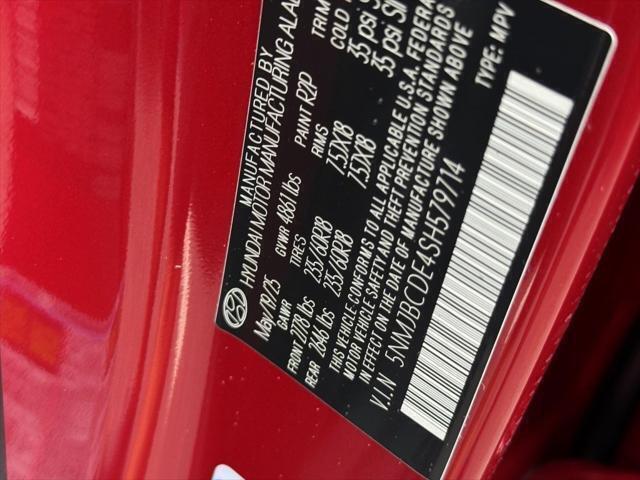 MANUFACTURED BY
HYUNDAI MOTOR MANUFACTURING ALA
May/19/25 GVWR 4861 lbs PAINT R2P TRIM
GAWR TIRES RIMS COLD
FRONT 2778 lbs 235/60R18 7.5JX18 35 psi
REAR 2646 lbs 235/60R18 7.5JX18 35 psi
THIS VEHICLE CONFORMS TO ALL APPLICABLE U.S.A. FEDERA
MOTOR VEHICLE SAFETY AND THEFT PREVENTION STANDARDS
IN EFFECT ON THE DATE OF MANUFACTURE SHOWN ABOVE
V.I.N 5NMJBCDE4SH579714 TYPE: MPV